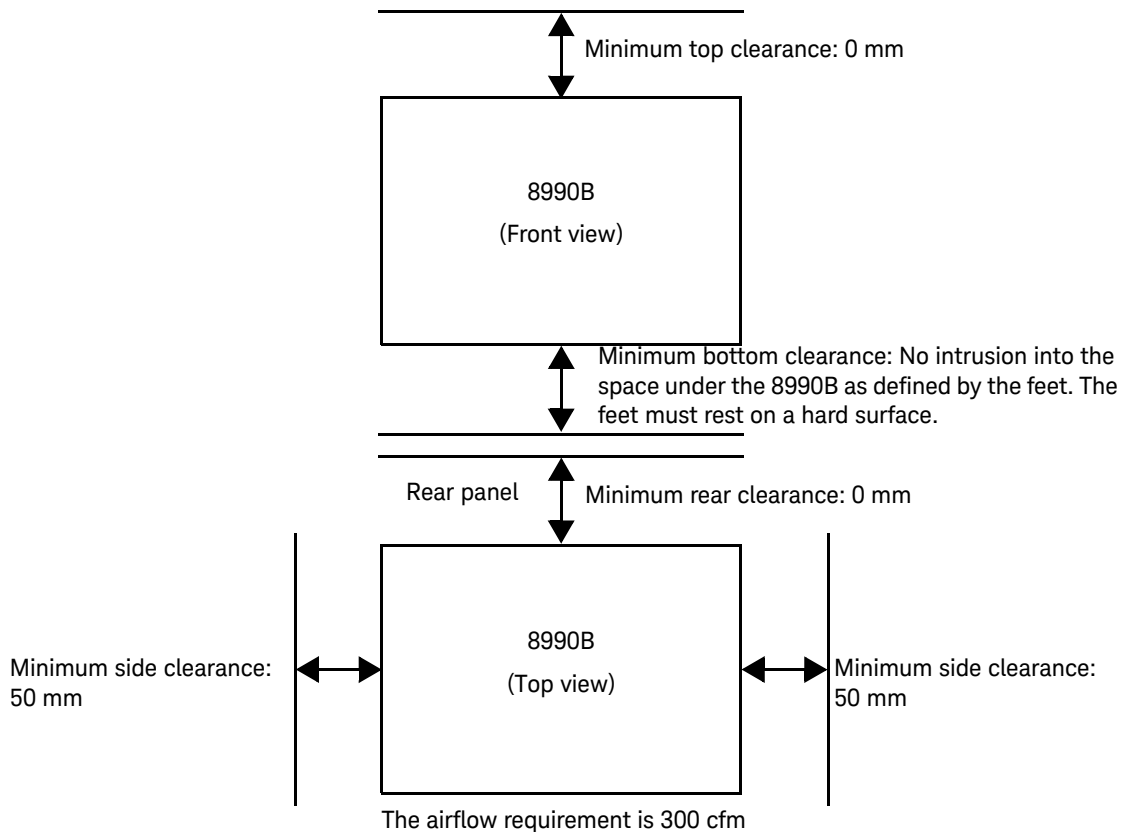 Minimum top clearance: 0 mm
8990B
(Front view)
Minimum bottom clearance: No intrusion into the
space under the 8990B as defined by the feet. The
feet must rest on a hard surface.
Rear panel
Minimum rear clearance: 0 mm
8990B
(Top view)
Minimum side clearance:
50 mm
Minimum side clearance:
50 mm
The airflow requirement is 300 cfm